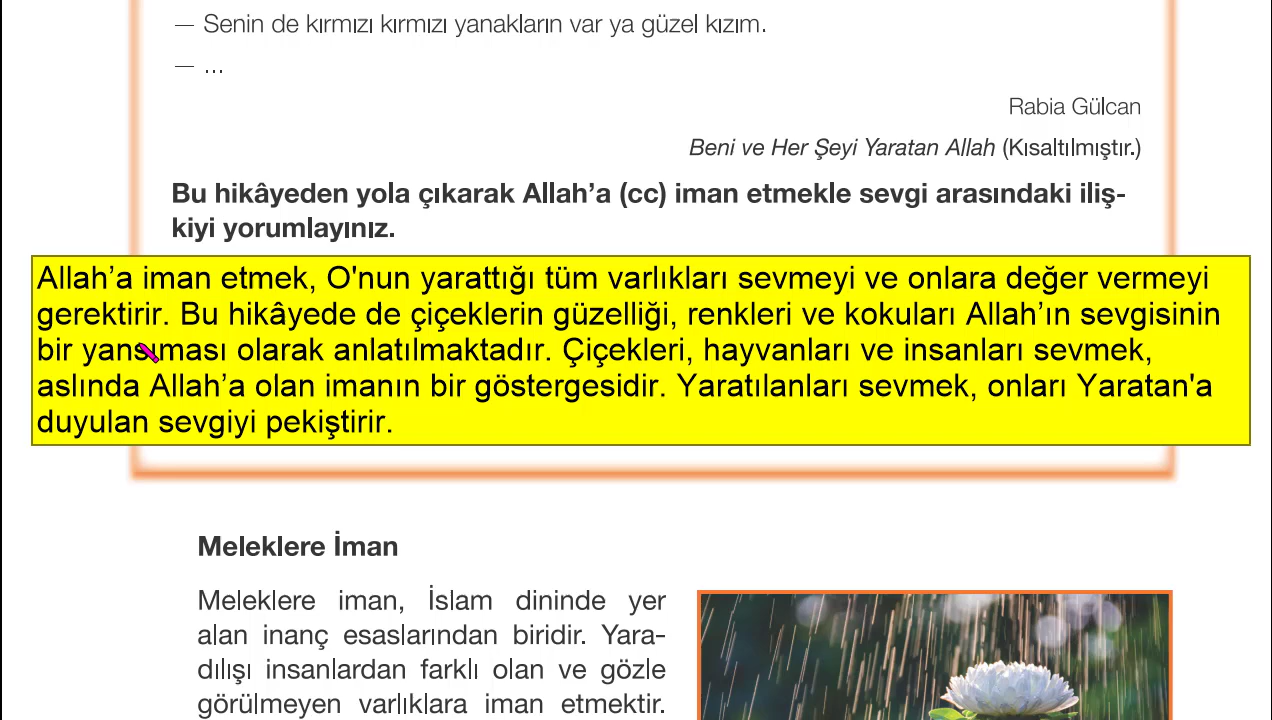 — Senin de kırmızı kırmızı yanakların var ya güzel kızım.
— ...
Rabia Gülcan
Beni ve Her Şeyi Yaratan Allah (Kısaltılmıştır.)
Bu hikâyeden yola çıkarak Allah’a (cc) iman etmekle sevgi arasındaki iliş-
kiyi yorumlayınız.
Allah’a iman etmek, O'nun yarattığı tüm varlıkları sevmeyi ve onlara değer vermeyi
gerektirir. Bu hikâyede de çiçeklerin güzelliği, renkleri ve kokuları Allah’ın sevgisinin
bir yansıması olarak anlatılmaktadır. Çiçekleri, hayvanları ve insanları sevmek,
aslında Allah’a olan imanın bir göstergesidir. Yaratılanları sevmek, onları Yaratan'a
duyulan sevgiyi pekiştirir.
Meleklere İman
Meleklere iman, İslam dininde yer
alan inanç esaslarından biridir. Yara-
dılışı insanlardan farklı olan ve gözle
görülmeyen varlıklara iman etmektir.